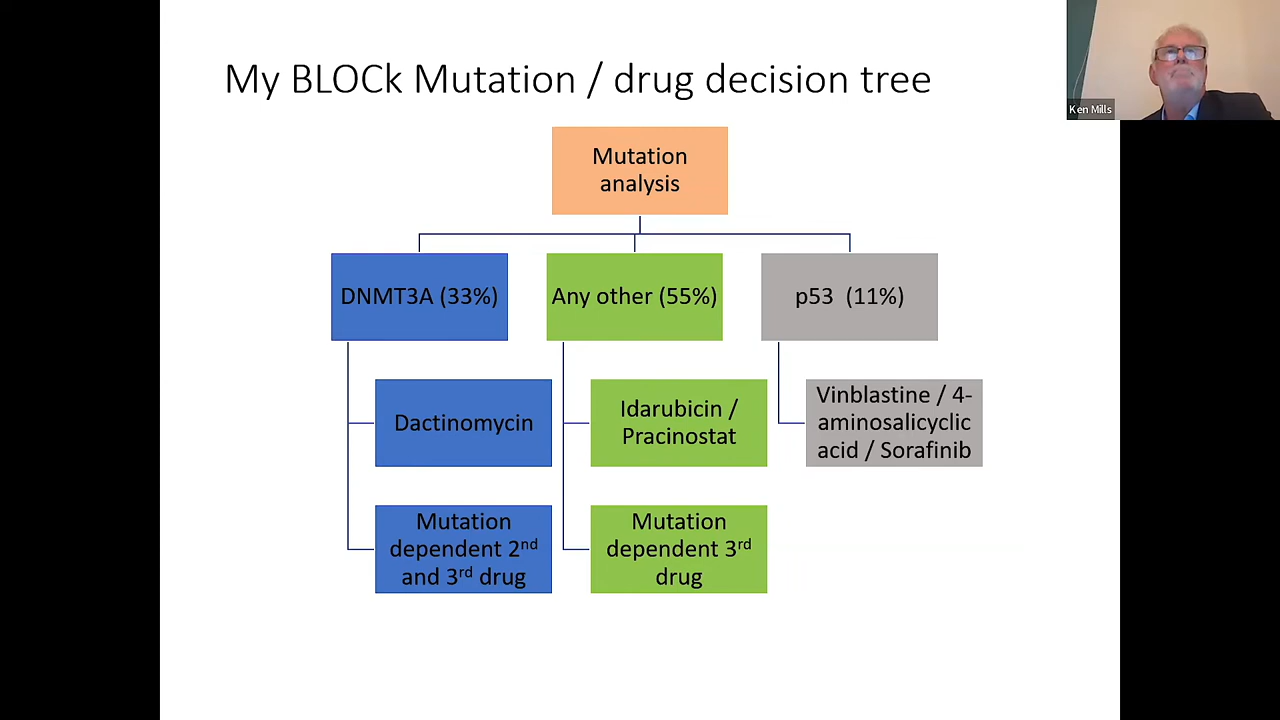 My BLOCk Mutation / drug decision tree
Ken Mills
Mutation
analysis
DNMT3A (33%)
Any other (55%)
p53 (11%)
Dactinomycin
Idarubicin /
Pracinostat
Vinblastine / 4-
aminosalicyclic
acid / Sorafinib
Mutation
dependent 2nd
and 3rd drug
Mutation
dependent 3rd
drug